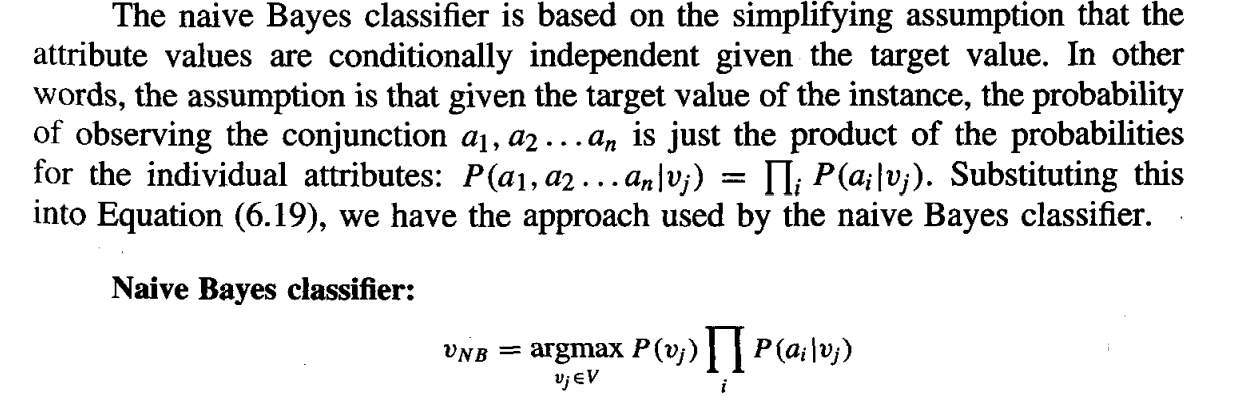 The naive Bayes classifier is based on the simplifying assumption that the
attribute values are conditionally independent given the target value. In other
words, the assumption is that given the target value of the instance, the probability
of observing the conjunction a₁, a₂ ... aₙ is just the product of the probabilities
for the individual attributes: P(a₁, a₂ ... aₙ|vⱼ) = ∏ᵢ P(aᵢ|vⱼ). Substituting this
into Equation (6.19), we have the approach used by the naive Bayes classifier.
Naive Bayes classifier:
v_NB = argmax P(vⱼ) ∏ P(aᵢ|vⱼ)
vⱼ∈V i